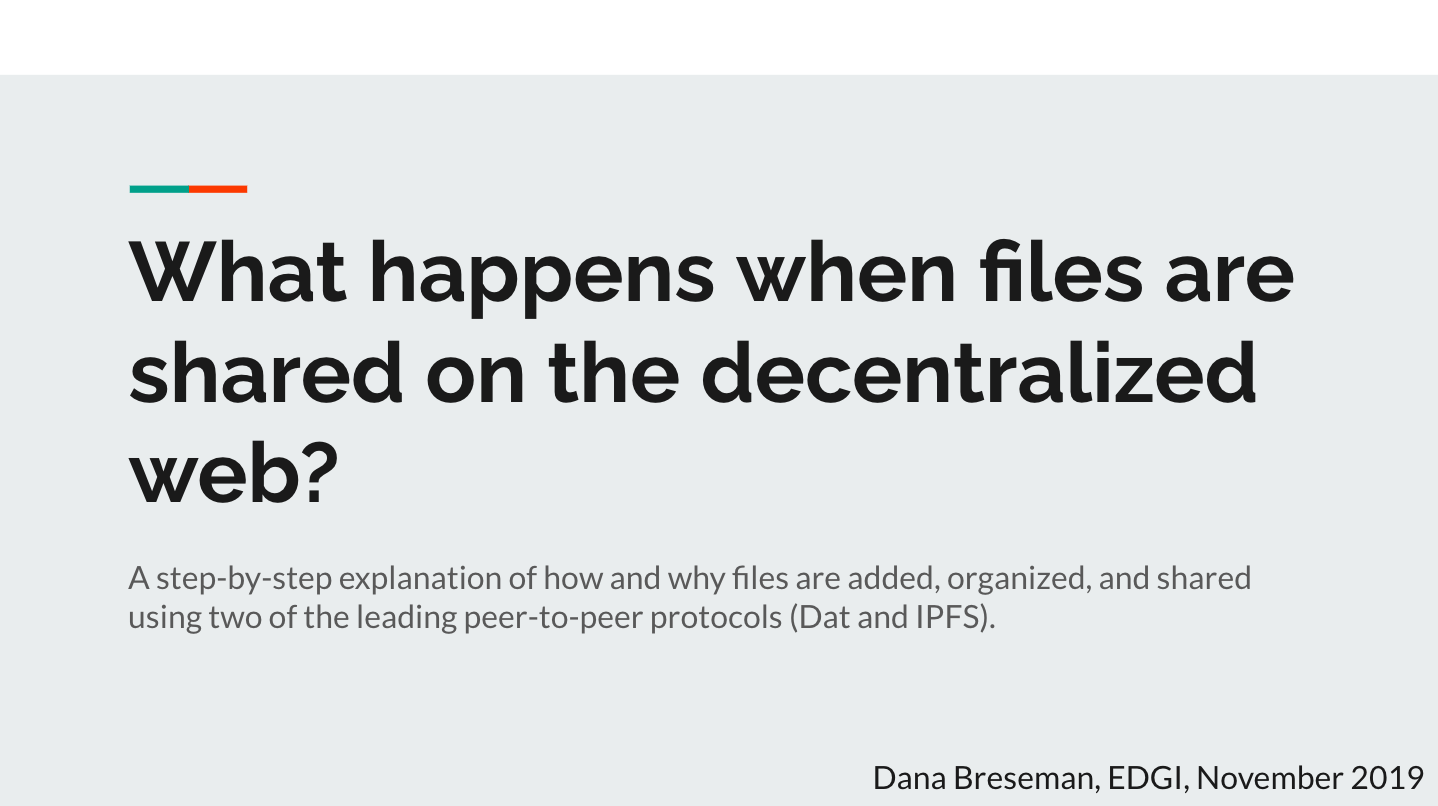 What happens when files are
shared on the decentralized
web?
A step-by-step explanation of how and why files are added, organized, and shared
using two of the leading peer-to-peer protocols (Dat and IPFS).
Dana Breseman, EDGI, November 2019